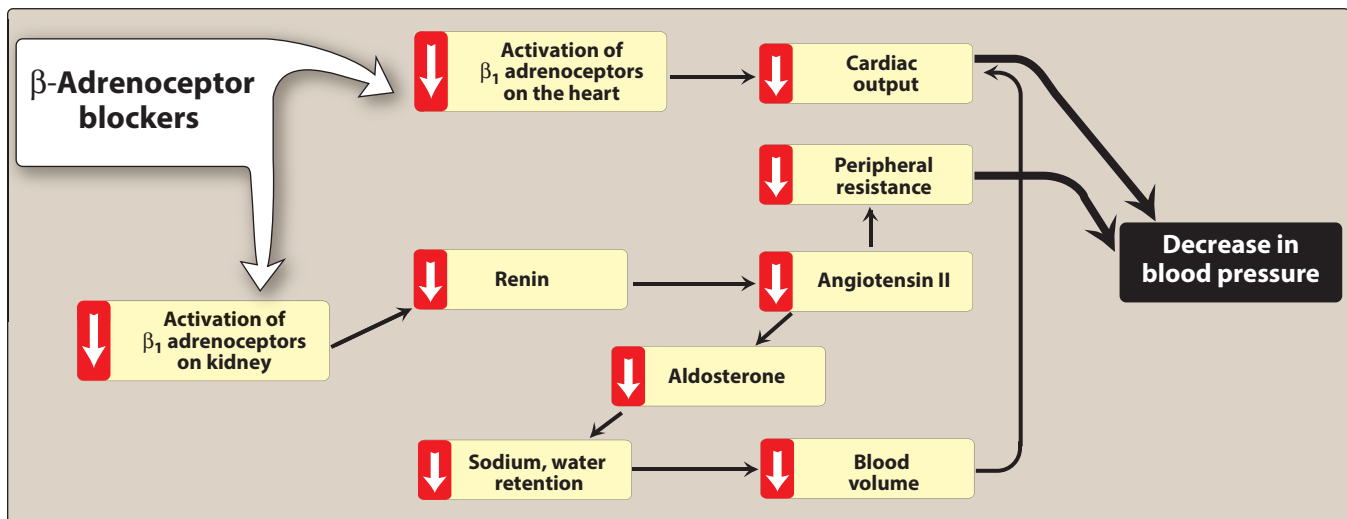 β-Adrenoceptor
blockers
Activation of
β₁ adrenoceptors
on the heart
Cardiac
output
Peripheral
resistance
Decrease in
blood pressure
Renin
Angiotensin II
Activation of
β₁ adrenoceptors
on kidney
Aldosterone
Sodium, water
retention
Blood
volume